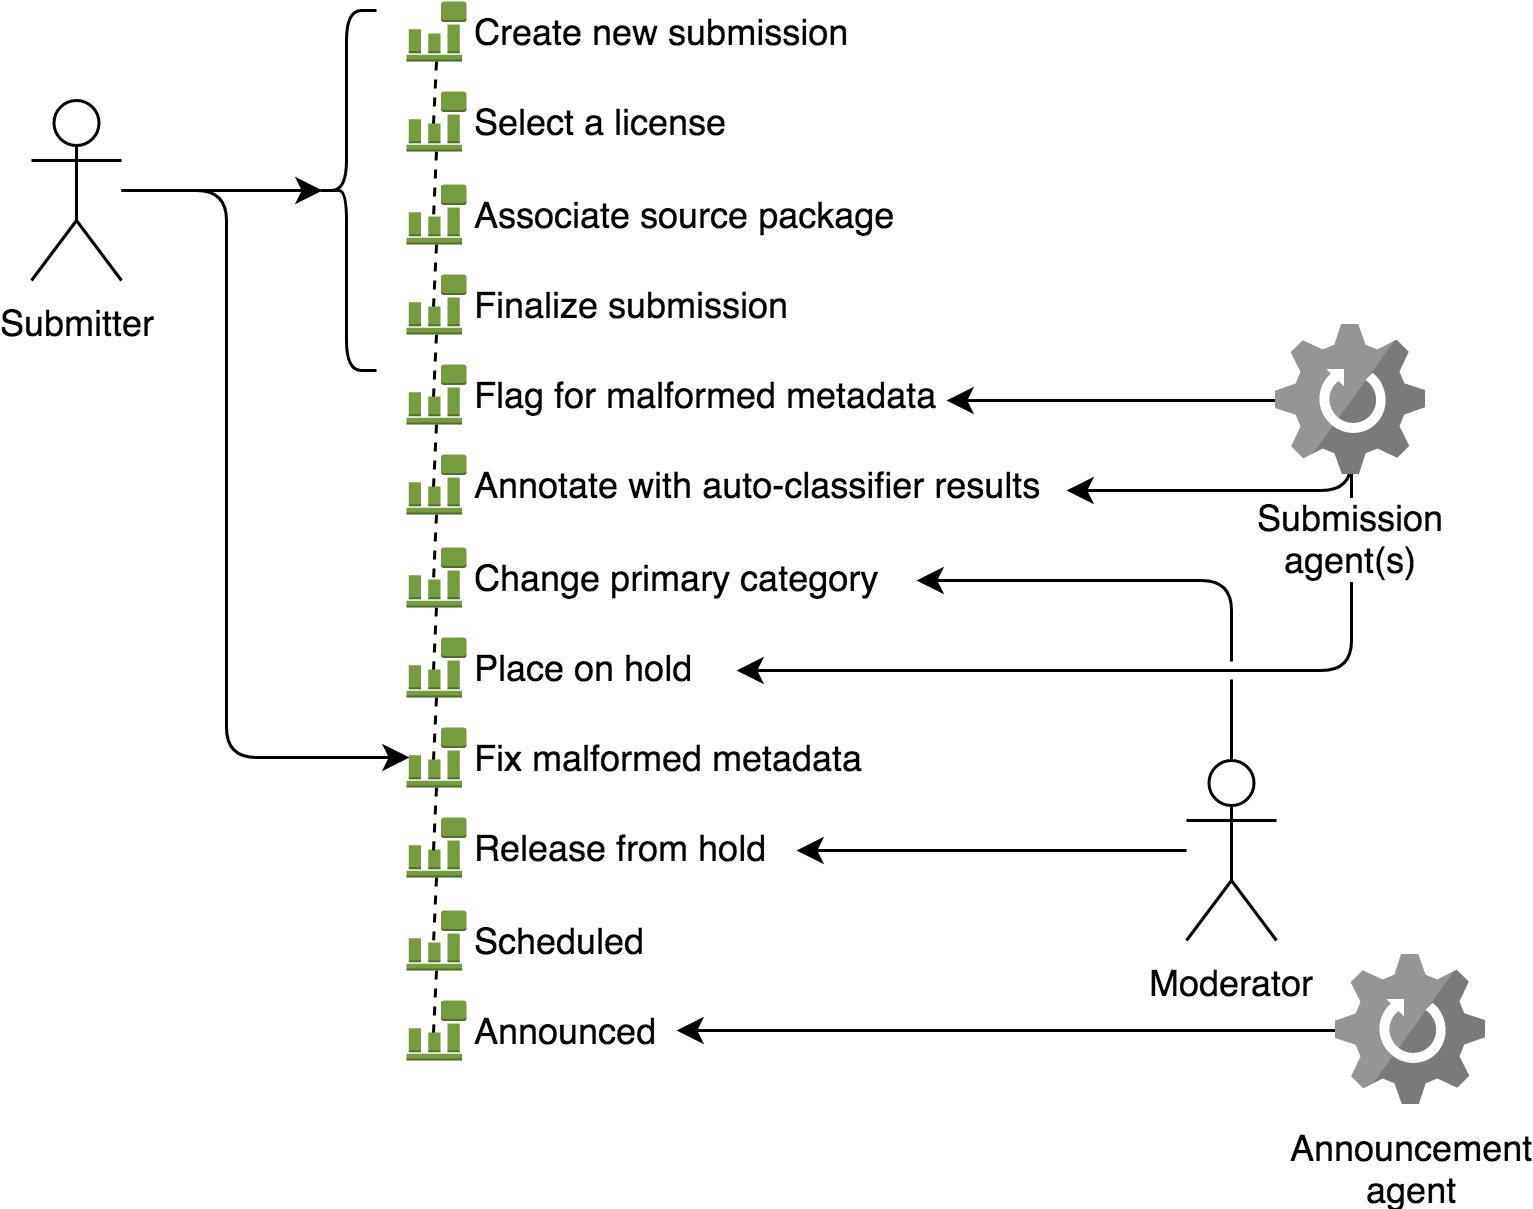 Create new submission
Select a license
Associate source package
Finalize submission
Submitter
Flag for malformed metadata
Annotate with auto-classifier results
Submission
agent(s)
Change primary category
Place on hold
Fix malformed metadata
Release from hold
Scheduled
Moderator
Announced
Announcement
agent